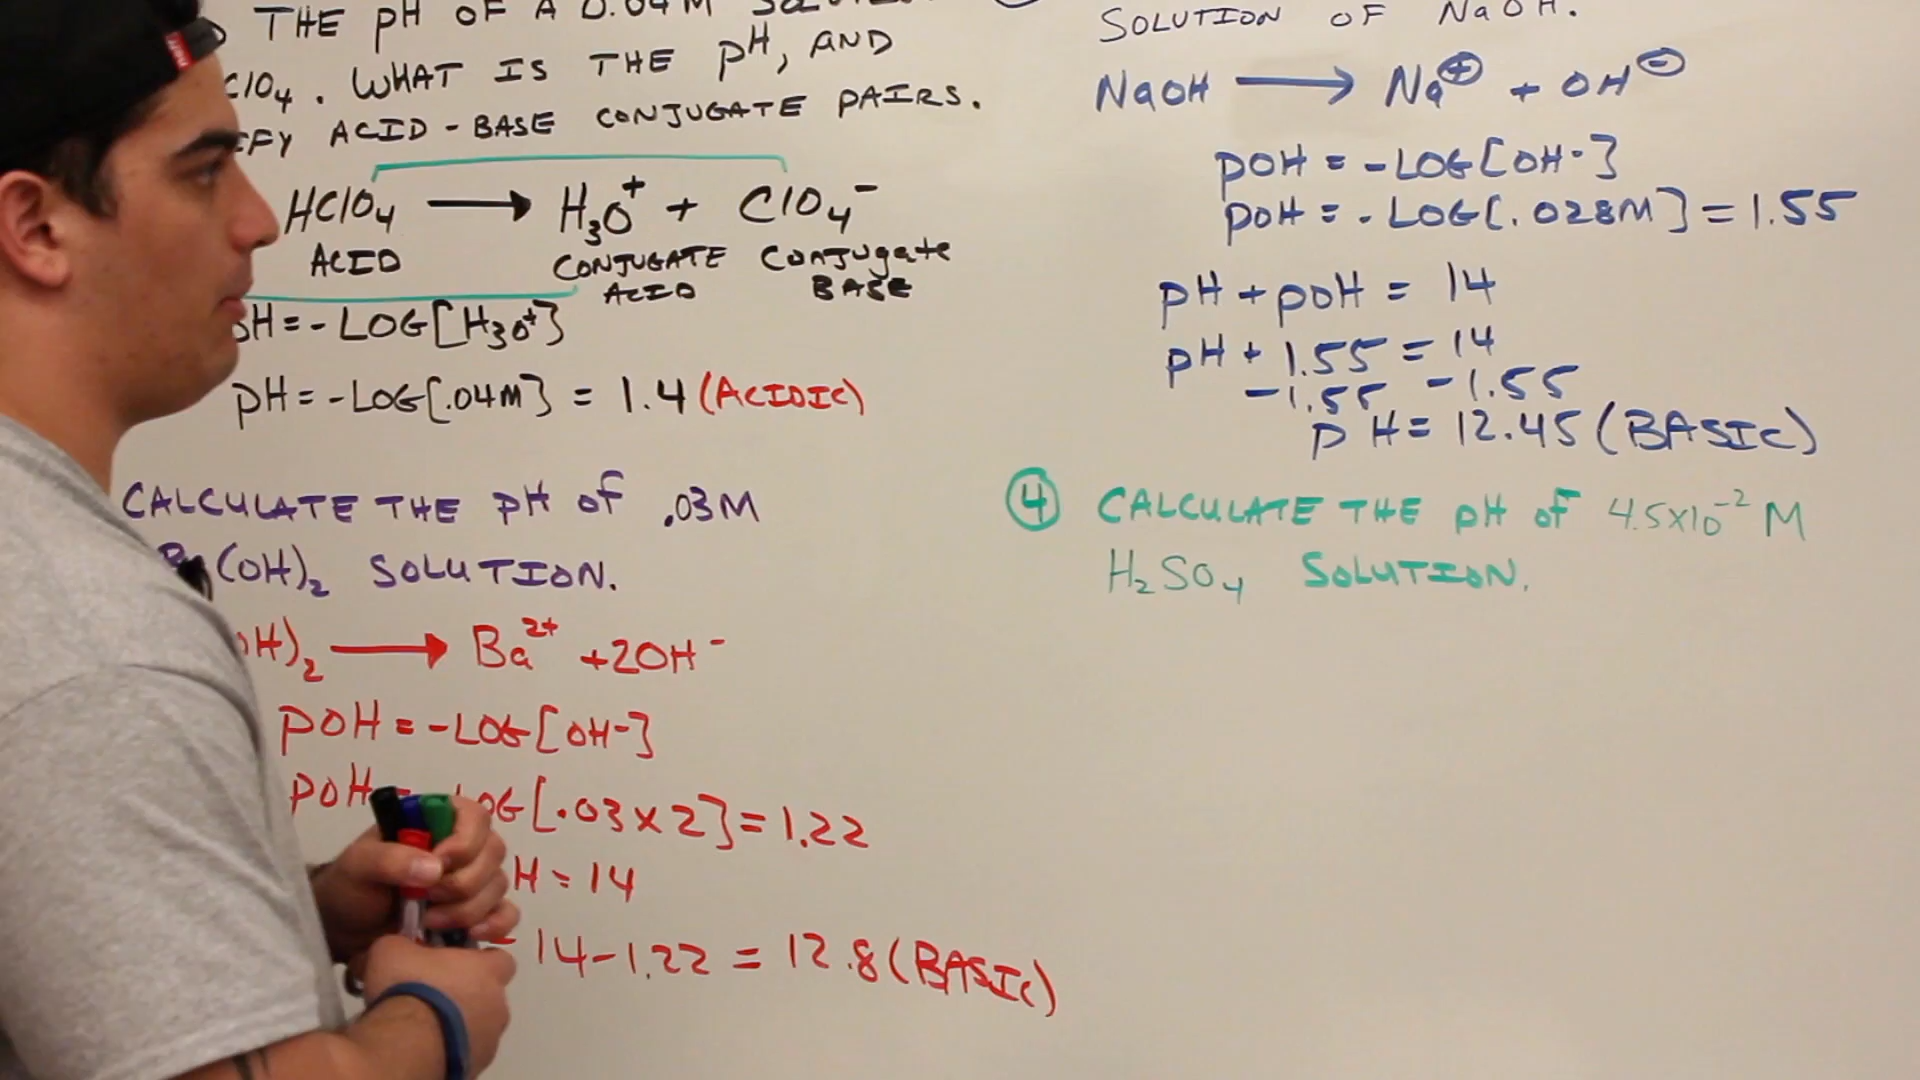 THE pH OF A 0.04M
ClO4. WHAT IS THE pH, AND
ACID-BASE CONJUGATE PAIRS.
HClO4 ⟶ H3O+ + ClO4-
ACID CONJUGATE ACID Conjugate BASE
pH = -LOG[H3O+]
pH = -LOG[.04M] = 1.4 (ACIDIC)
CALCULATE THE pH of .03M
(OH)2 SOLUTION.
H)2 ⟶ Ba2+ +2OH-
POH = -LOG[OH-]
POH = LOG[.03x2] = 1.22
H = 14
14-1.22 = 12.8 (BASIC)
SOLUTION OF NaOH.
NaOH ⟶ Na⊕ + OH⊖
POH = -LOG[OH-]
POH = -LOG[.028M] = 1.55
pH + pOH = 14
pH + 1.55 = 14
-1.55 -1.55
pH = 12.45 (BASIC)
④ CALCULATE THE pH of 4.5x10-2 M
H2SO4 SOLUTION.